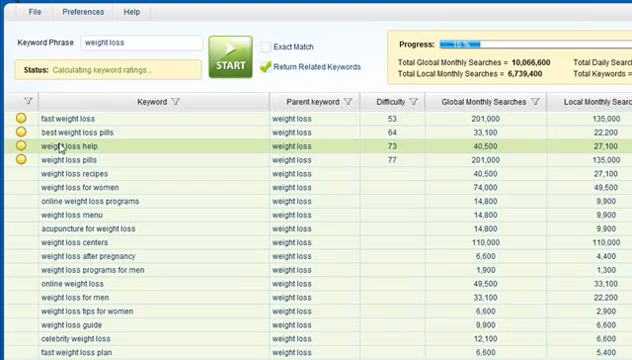 File Preferences Help
Keyword Phrase weight loss Exact Match Progress: 16 %
START
Status: Calculating keyword ratings... Return Related Keywords Total Global Monthly Searches = 10,066,600 Total Daily Searc
Total Local Monthly Searches = 6,739,400 Total Keywords =
Keyword Parent keyword Difficulty Global Monthly Searches Local Monthly Searc
fast weight loss weight loss 53 201,000 135,000
best weight loss pills weight loss 64 33,100 22,200
weight loss help weight loss 73 40,500 27,100
weight loss pills weight loss 77 201,000 135,000
weight loss recipes weight loss 40,500 27,100
weight loss for women weight loss 74,000 49,500
online weight loss programs weight loss 14,800 9,900
weight loss menu weight loss 14,800 9,900
acupuncture for weight loss weight loss 14,800 9,900
weight loss centers weight loss 110,000 110,000
weight loss after pregnancy weight loss 6,600 4,400
weight loss programs for men weight loss 1,900 1,300
online weight loss weight loss 49,500 33,100
weight loss for men weight loss 33,100 22,200
weight loss tips for women weight loss 6,600 2,900
weight loss guide weight loss 9,900 6,600
celebrity weight loss weight loss 12,100 6,600
fast weight loss plan weight loss 6,600 5,400